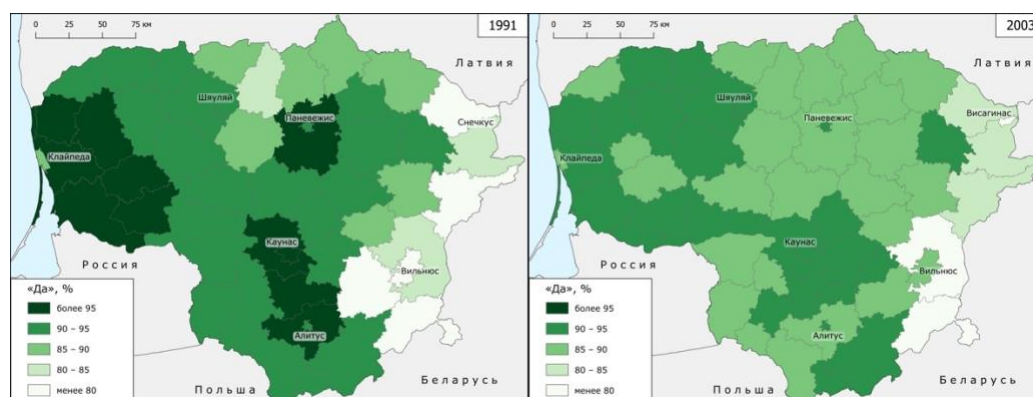 0 25 50 75 км
1991
Латвия
Шяуляй
Паневежис
Снечкус
Клайпеда
Каунас
Вильнюс
Россия
Алитус
Польша
Беларусь
«Да», %
более 95
90 – 95
85 – 90
80 – 85
менее 80
0 25 50 75 км
2003
Латвия
Шяуляй
Паневежис
Висагинас
Клайпеда
Каунас
Вильнюс
Россия
Алитус
Польша
Беларусь
«Да», %
более 95
90 – 95
85 – 90
80 – 85
менее 80